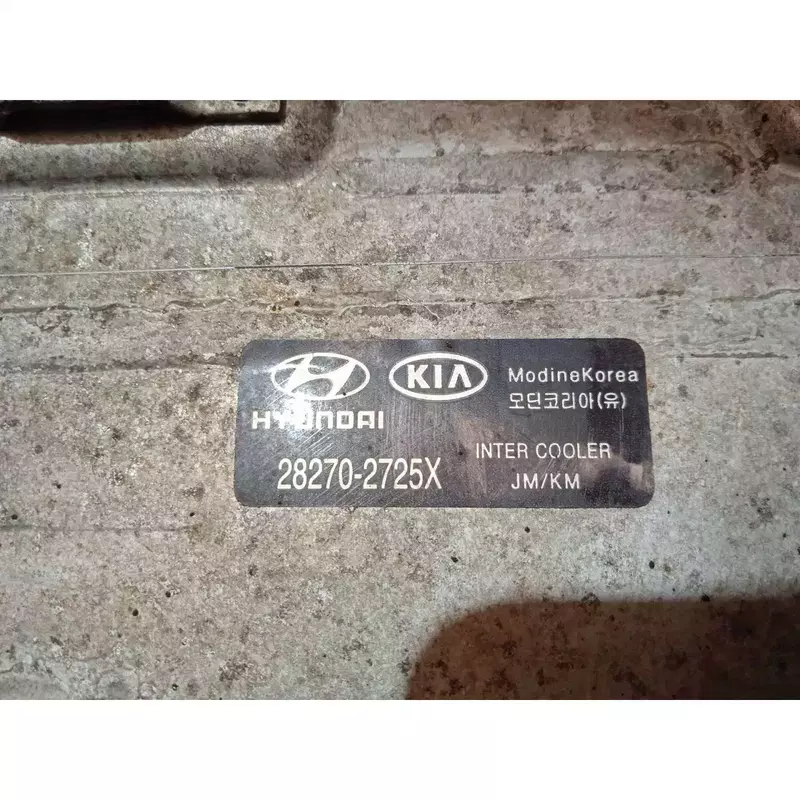 HYUNDAI
KIA
ModineKorea
모딘코리아(유)
28270-2725X
INTER COOLER
JM/KM